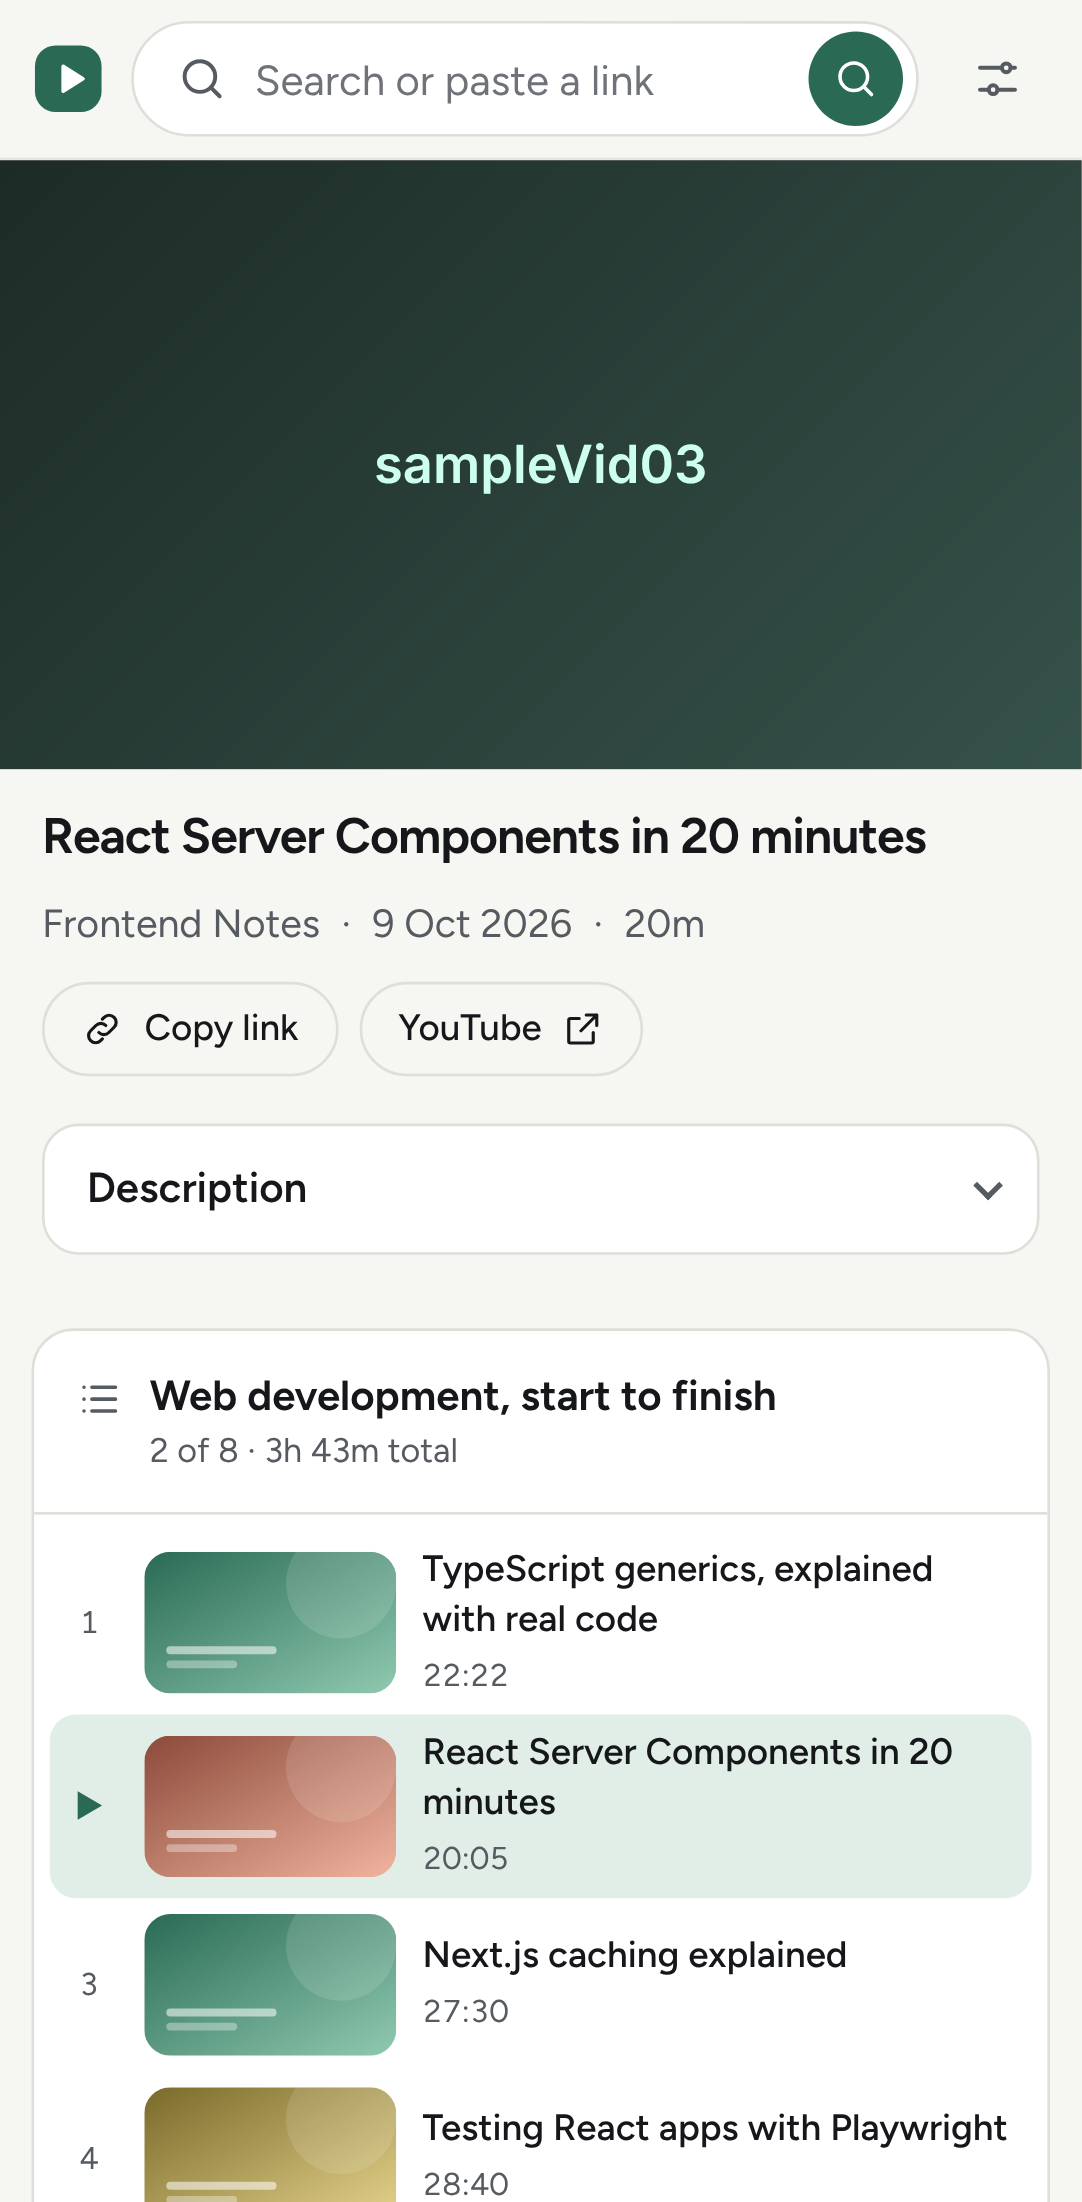 Search or paste a link
sampleVid03
React Server Components in 20 minutes
Frontend Notes · 9 Oct 2026 · 20m
Copy link
YouTube
Description
Web development, start to finish
2 of 8 · 3h 43m total
1
TypeScript generics, explained
with real code
22:22
React Server Components in 20
minutes
20:05
3
Next.js caching explained
27:30
4
Testing React apps with Playwright
28:40